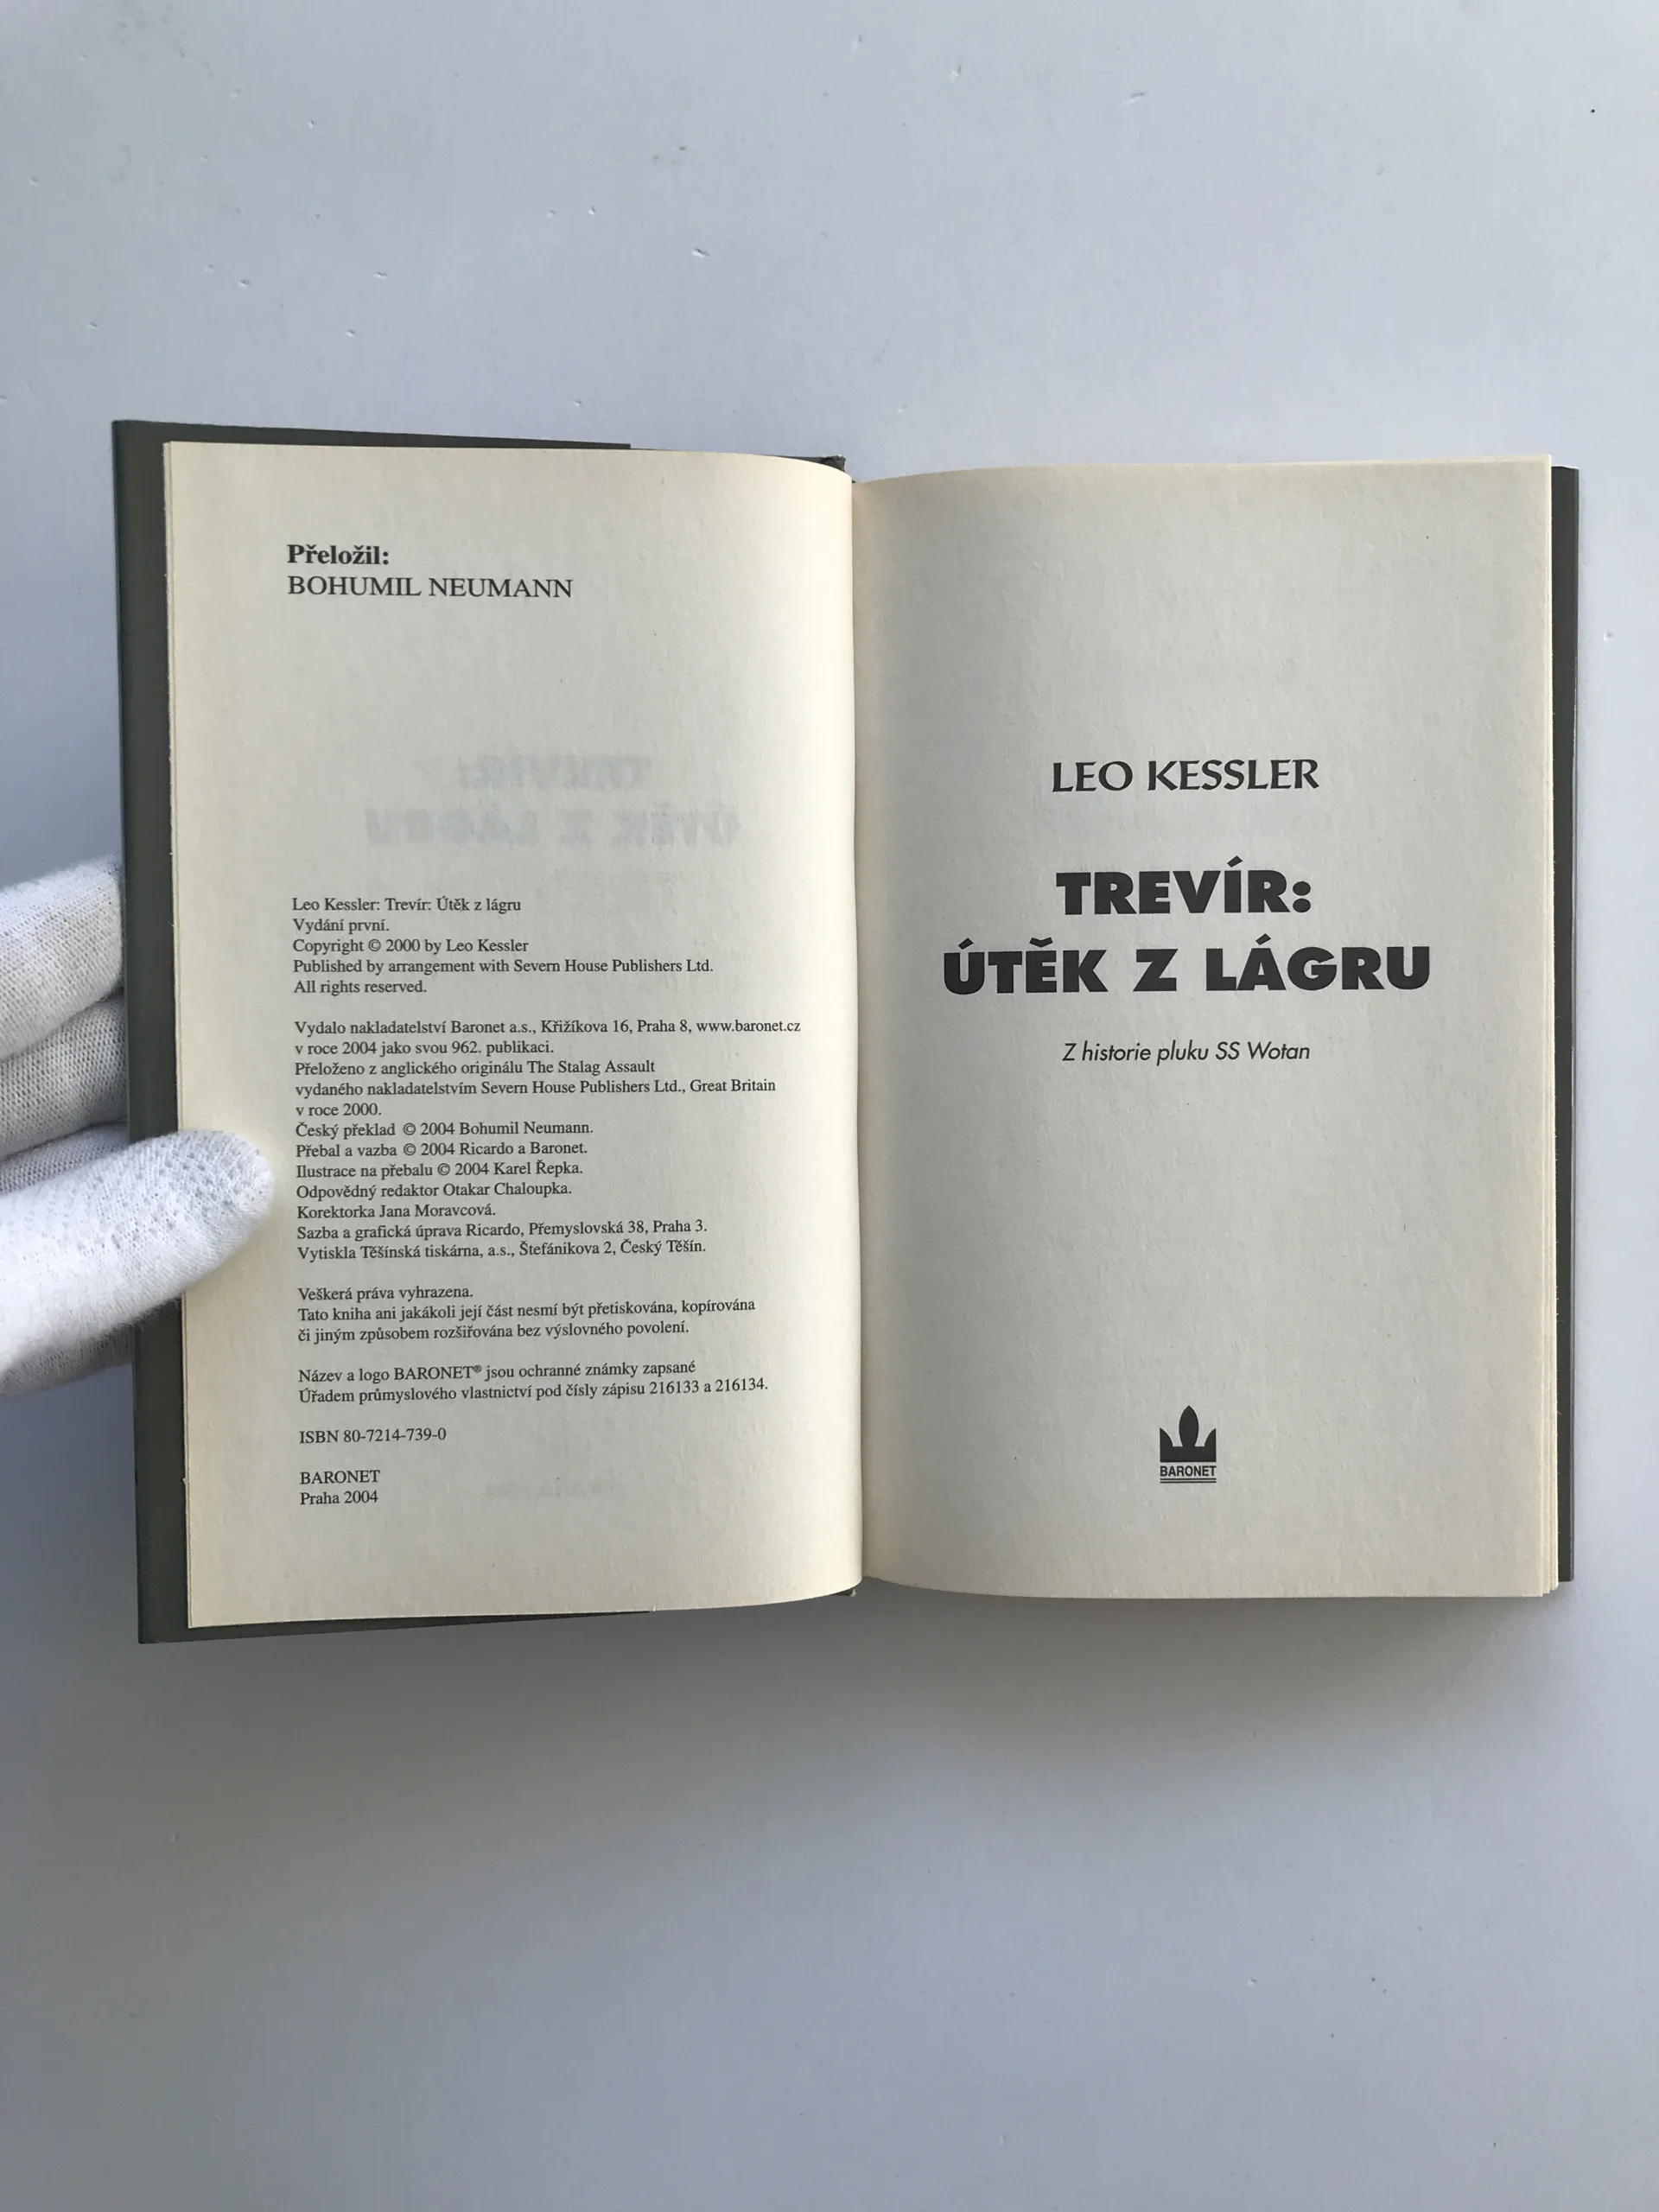 Přeložil:
BOHUMIL NEUMANN
Leo Kessler: Trevír: Útěk z lágru
Vydání první.
Copyright © 2000 by Leo Kessler
Published by arrangement with Severn House Publishers Ltd.
All rights reserved.
Vydalo nakladatelství Baronet a.s., Křižíkova 16, Praha 8, www.baronet.cz
v roce 2004 jako svou 962. publikaci.
Přeloženo z anglického originálu The Stalag Assault
vydaného nakladatelstvím Severn House Publishers Ltd., Great Britain
v roce 2000.
Český překlad © 2004 Bohumil Neumann.
Přebal a vazba © 2004 Ricardo a Baronet.
Ilustrace na přebalu © 2004 Karel Řepka.
Odpovědný redaktor Otakar Chaloupka.
Korektorka Jana Moravcová.
Sazba a grafická úprava Ricardo, Přemyslovská 38, Praha 3.
Vytiskla Těšínská tiskárna, a.s., Štefánikova 2, Český Těšín.
Veškerá práva vyhrazena.
Tato kniha ani jakákoli její část nesmí být přetiskována, kopírována
či jiným způsobem rozšiřována bez výslovného povolení.
Název a logo BARONET® jsou ochranné známky zapsané
Úřadem průmyslového vlastnictví pod čísly zápisu 216133 a 216134.
ISBN 80-7214-739-0
BARONET
Praha 2004
LEO KESSLER
TREVÍR:
ÚTĚK Z LÁGRU
Z historie pluku SS Wotan
BARONET